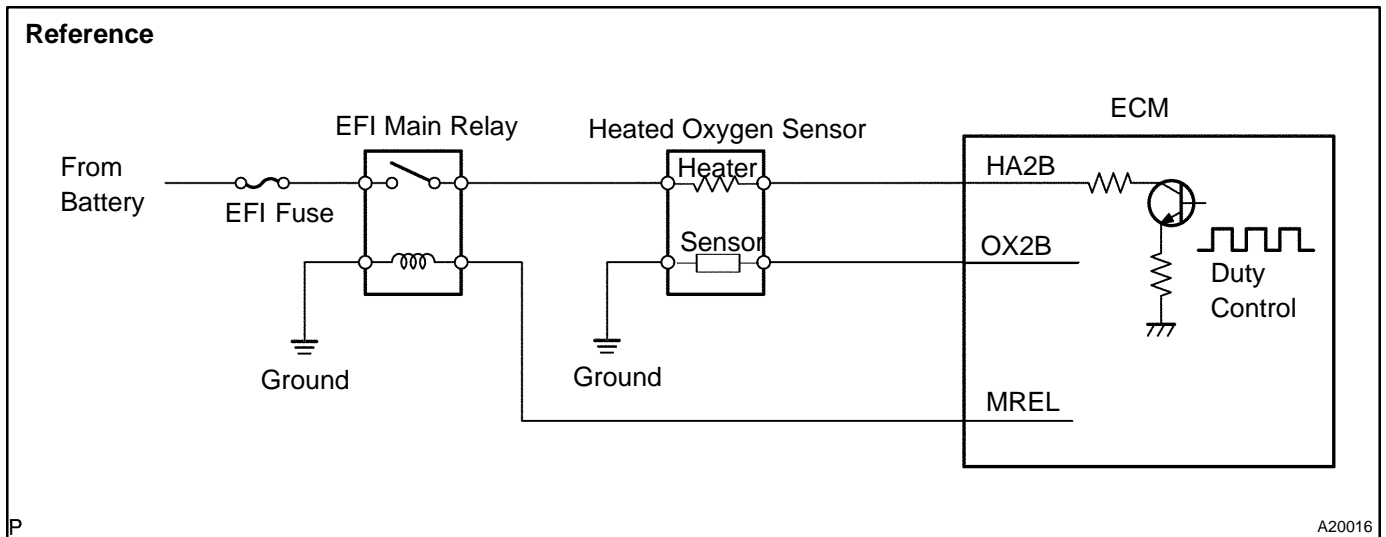 Reference
ECM
EFI Main Relay
Heated Oxygen Sensor
From
Battery
EFI Fuse
Heater
HA2B
Sensor
OX2B
Duty
Control
Ground
Ground
MREL
P
A20016